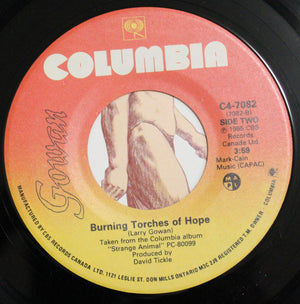 COLUMBIA
C4-7082
(7082-B)
SIDE TWO
℗ 1985 CBS
Records Canada Ltd.
3:59
Mark-Cain
Music (CAPAC)
Gowan
Burning Torches of Hope
(Larry Gowan)
Taken from the Columbia album
"Strange Animal" PC-80099
Produced by
David Tickle
MANUFACTURED BY CBS RECORDS CANADA LTD. 1121 LESLIE ST. DON MILLS ONTARIO M3C 2J9 REGISTERED T.M. OWNER
COLUMBIA